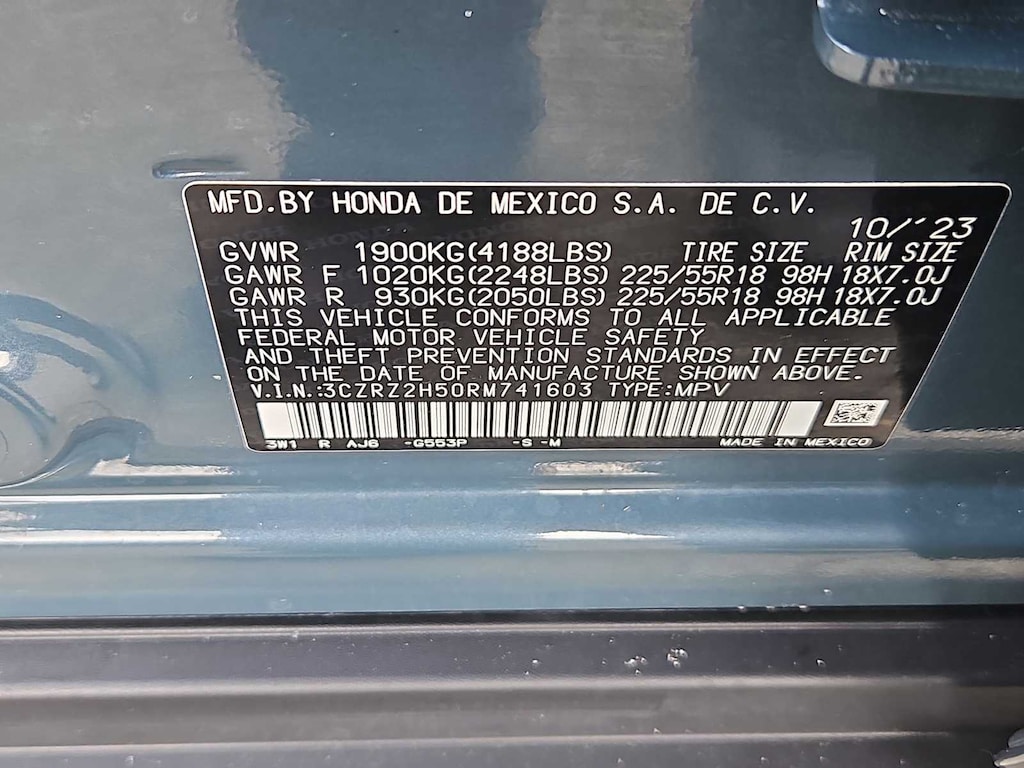 MFD.BY HONDA DE MEXICO S.A. DE C.V.
10/'23
GVWR 1900KG(4188LBS) TIRE SIZE RIM SIZE
GAWR F 1020KG(2248LBS) 225/55R18 98H 18X7.0J
GAWR R 930KG(2050LBS) 225/55R18 98H 18X7.0J
THIS VEHICLE CONFORMS TO ALL APPLICABLE
FEDERAL MOTOR VEHICLE SAFETY
AND THEFT PREVENTION STANDARDS IN EFFECT
ON THE DATE OF MANUFACTURE SHOWN ABOVE.
V.I.N.:3CZRZ2H50RM741603 TYPE:MPV
3W1 R AJ6 -G553P -S -M MADE IN MEXICO